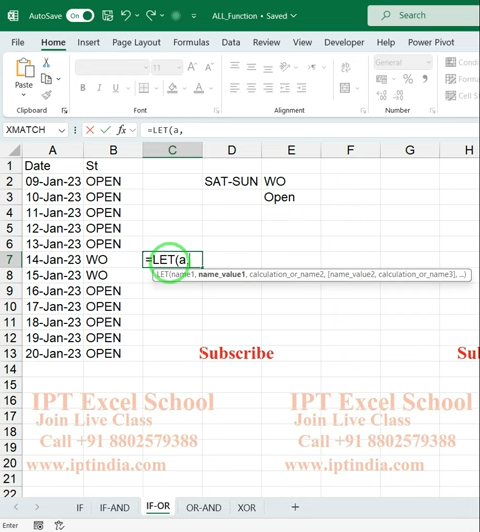 AutoSave On ALL_Function • Saved Search
File Home Insert Page Layout Formulas Data Review View Developer Help Power Pivot
Paste 11 General Condi
B I U A Forma
Cell S
Clipboard Font Alignment Number
XMATCH =LET(a,
A B C D E F G H
1 Date St
2 09-Jan-23 OPEN SAT-SUN WO
3 10-Jan-23 OPEN Open
4 11-Jan-23 OPEN
5 12-Jan-23 OPEN
6 13-Jan-23 OPEN
7 14-Jan-23 WO =LET(a,
8 15-Jan-23 WO LET(name1, name_value1, calculation_or_name2, [name_value2, calculation_or_name3], ...)
9 16-Jan-23 OPEN
10 17-Jan-23 OPEN
11 18-Jan-23 OPEN
12 19-Jan-23 OPEN
13 20-Jan-23 OPEN Subscribe Su
14
15
16 IPT Excel School IPT Excel School
17 Join Live Class Join Live Class
18 Call +91 8802579388 Call +91 8802579388
19
20 www.iptindia.com www.iptindia.com
21
22
IF IF-AND IF-OR OR-AND XOR
Enter